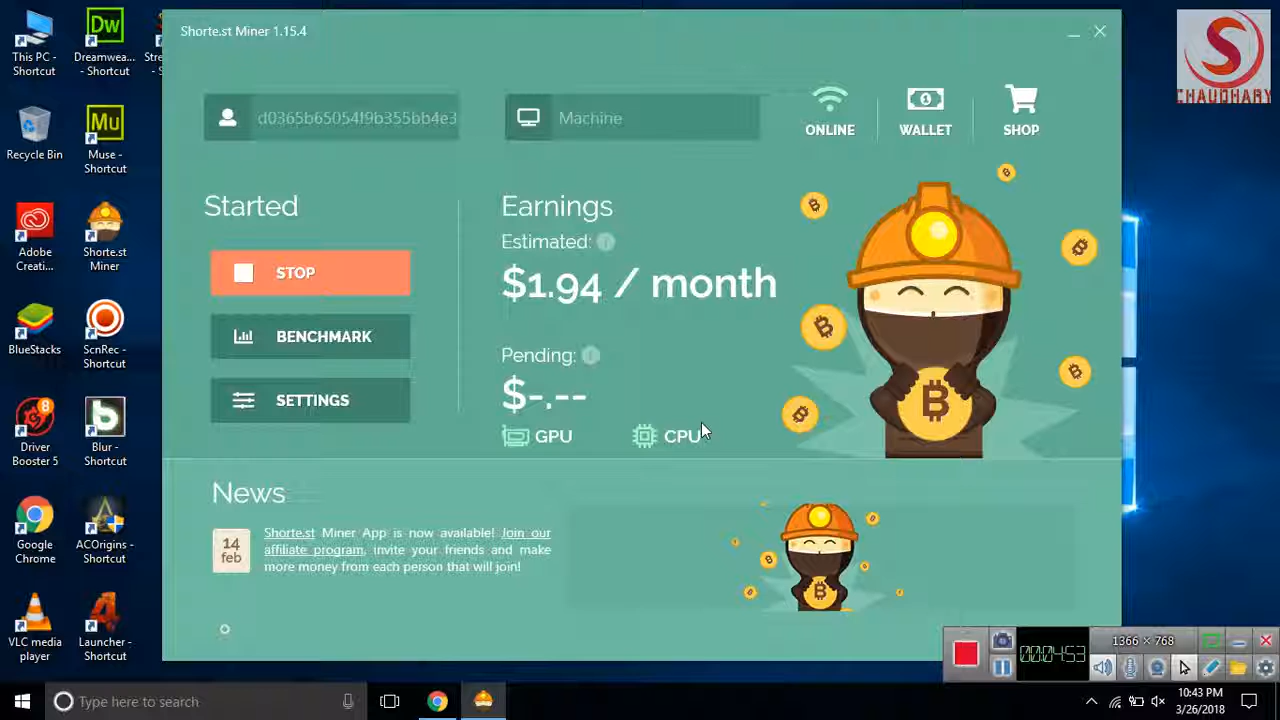 Shorte.st Miner 1.15.4
d0365b65054f9b355bb4e3
Machine
ONLINE
WALLET
SHOP
Started
STOP
BENCHMARK
SETTINGS
Earnings
Estimated:
$1.94 / month
Pending:
$-.--
GPU
CPU
News
14
feb
Shorte.st Miner App is now available! Join our
affiliate program, invite your friends and make
more money from each person that will join!
This PC -
Shortcut
Dreamwea...
- Shortcut
Recycle Bin
Mu
Muse -
Shortcut
Dw
Stre
- S
Adobe
Creati...
Shorte.st
Miner
BlueStacks
ScnRec -
Shortcut
8
Driver
Booster 5
Blur -
Shortcut
Google
Chrome
ACOrigins -
Shortcut
VLC media
player
Launcher -
Shortcut
S
CHAUDHARY
1366 × 768
00:04:53
Type here to search
10:43 PM
3/26/2018